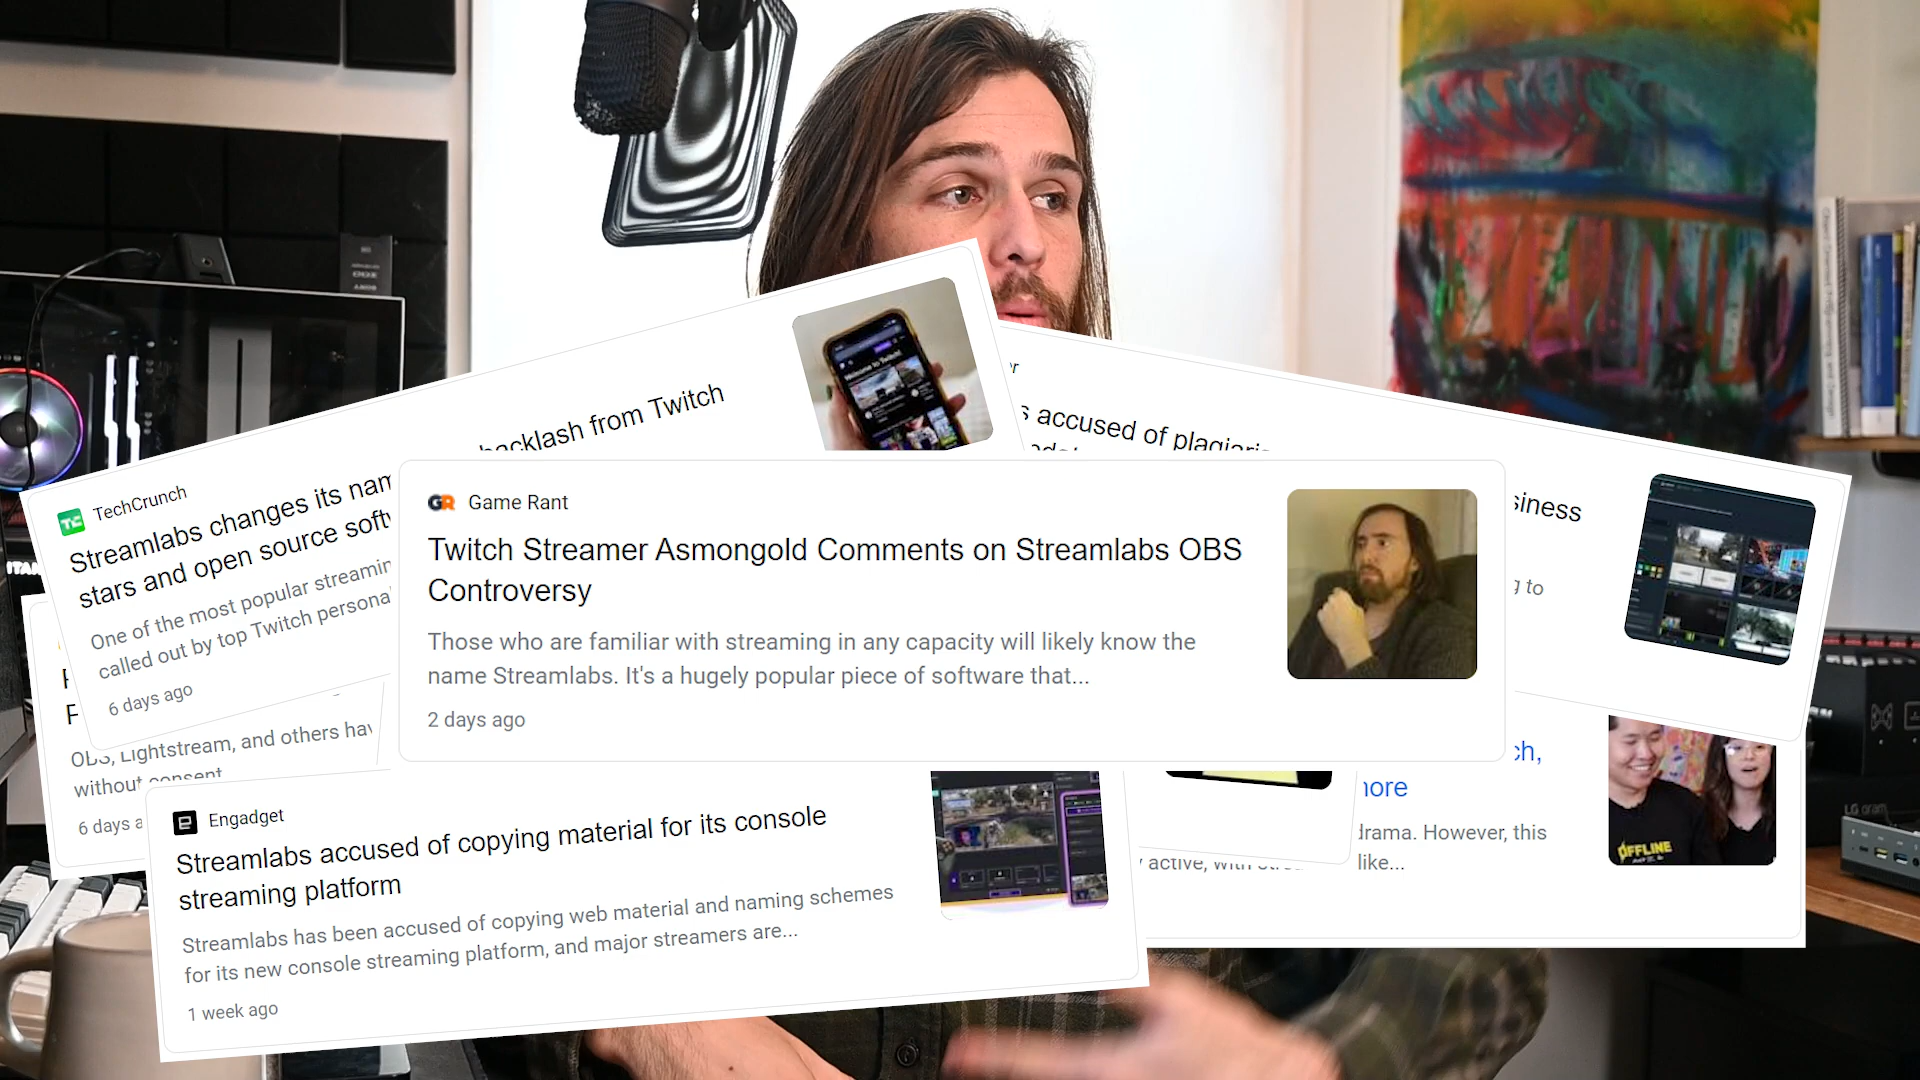 backlash from Twitch
TechCrunch
Streamlabs changes its nam
stars and open source soft
One of the most popular streamin
called out by top Twitch persona
6 days ago
s accused of plagiaris
siness
g to
GR Game Rant
Twitch Streamer Asmongold Comments on Streamlabs OBS
Controversy
Those who are familiar with streaming in any capacity will likely know the
name Streamlabs. It's a hugely popular piece of software that...
2 days ago
OBS, Lightstream, and others hav
without consent
6 days a
Engadget
Streamlabs accused of copying material for its console
streaming platform
Streamlabs has been accused of copying web material and naming schemes
for its new console streaming platform, and major streamers are...
1 week ago
ch,
more
drama. However, this
active, with
like...
OFFLINE
LG gram